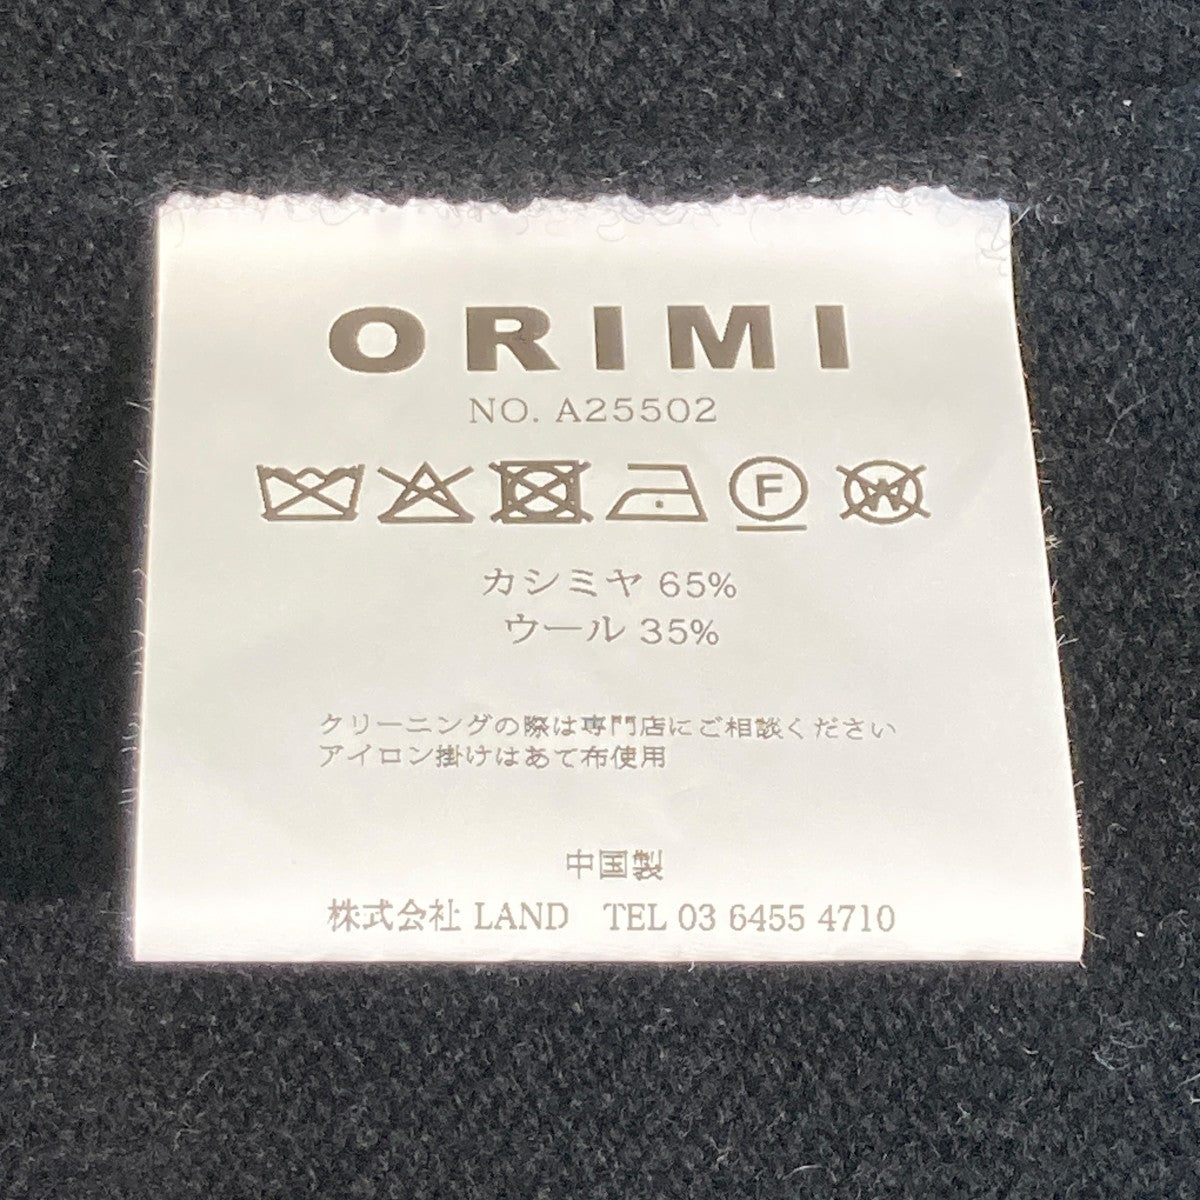 ORIMI
NO. A25502
F W
カシミヤ 65%
ウール 35%
クリーニングの際は専門店にご相談ください
アイロン掛けはあて布使用
中国製
株式会社 LAND TEL 03 6455 4710